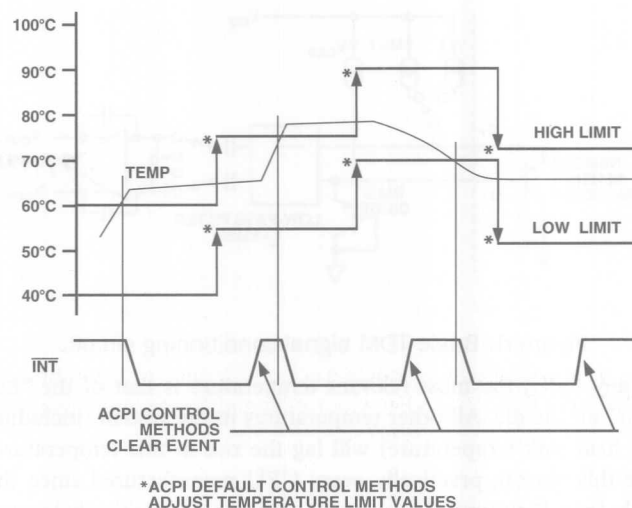 100°C
90°C
80°C
70°C
60°C
50°C
40°C
TEMP
HIGH LIMIT
LOW LIMIT
*
*
*
*
*
*
INT
ACPI CONTROL
METHODS
CLEAR EVENT
*ACPI DEFAULT CONTROL METHODS
ADJUST TEMPERATURE LIMIT VALUES